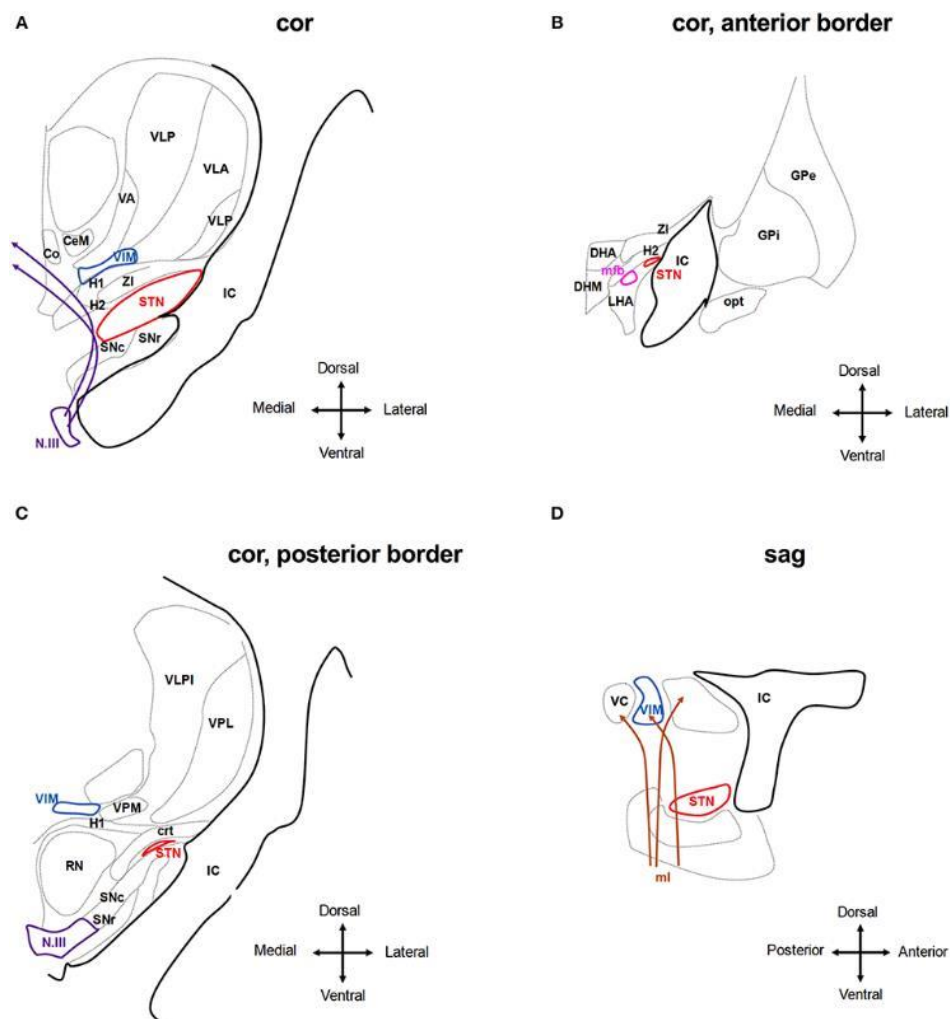 A
cor
VLP
VLA
VA
VLP
CeM
Co
VIM
H1
ZI
H2
STN
IC
SNc
SNr
N.III
Dorsal
Medial
Lateral
Ventral
B
cor, anterior border
GPe
ZI
GPi
DHA
H2
IC
mfb
STN
DHM
LHA
opt
Dorsal
Medial
Lateral
Ventral
C
cor, posterior border
VLPI
VPL
VIM
VPM
H1
crt
STN
RN
IC
SNc
SNr
N.III
Dorsal
Medial
Lateral
Ventral
D
sag
VC
VIM
IC
STN
ml
Dorsal
Posterior
Anterior
Ventral